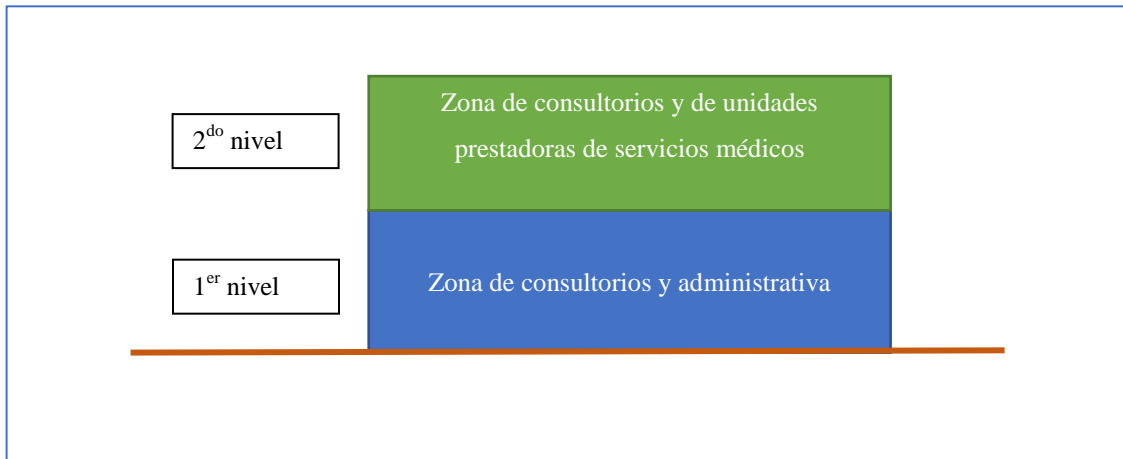 Zona de consultorios y de unidades
prestadoras de servicios médicos
2do nivel
Zona de consultorios y administrativa
1er nivel